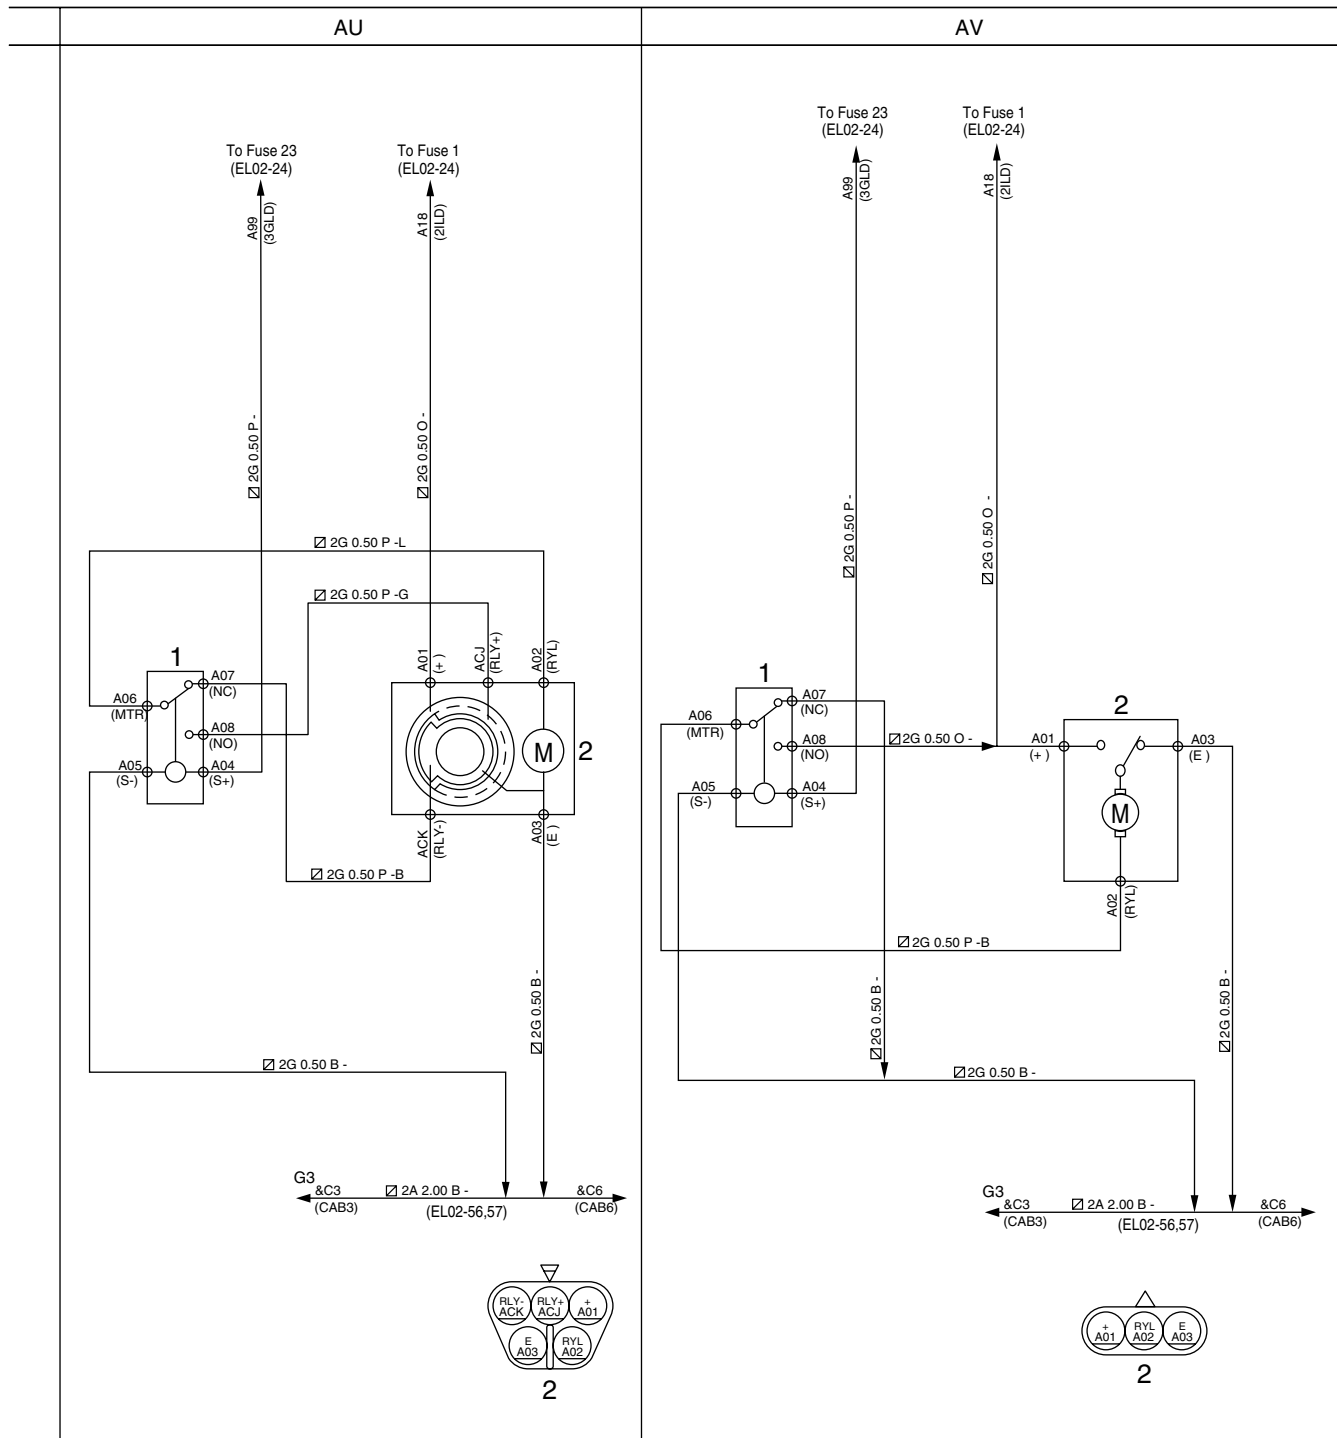 AU
AV
To Fuse 23
(EL02-24)
To Fuse 1
(EL02-24)
A99
(3GLD)
A18
(2ILD)
2G 0.50 P -
2G 0.50 O -
2G 0.50 P -L
2G 0.50 P -G
1
A07
(NC)
A06
(MTR)
A08
(NO)
A05
(S-)
A04
(S+)
A01
(+ )
ACJ
(RLY+)
A02
(RYL)
M
2
ACK
(RLY-)
A03
(E )
2G 0.50 P -B
2G 0.50 B -
2G 0.50 B -
G3
&C3
(CAB3)
2A 2.00 B -
(EL02-56,57)
&C6
(CAB6)
RLY-
ACK
RLY+
ACJ
+
A01
E
A03
RYL
A02
2
To Fuse 23
(EL02-24)
To Fuse 1
(EL02-24)
A99
(3GLD)
A18
(2ILD)
2G 0.50 P -
2G 0.50 O -
1
A07
(NC)
A06
(MTR)
A08
(NO)
A05
(S-)
A04
(S+)
2G 0.50 O -
2
A01
(+ )
A03
(E )
M
A02
(RYL)
2G 0.50 P -B
2G 0.50 B -
2G 0.50 B -
2G 0.50 B -
G3
&C3
(CAB3)
2A 2.00 B -
(EL02-56,57)
&C6
(CAB6)
+
A01
RYL
A02
E
A03
2